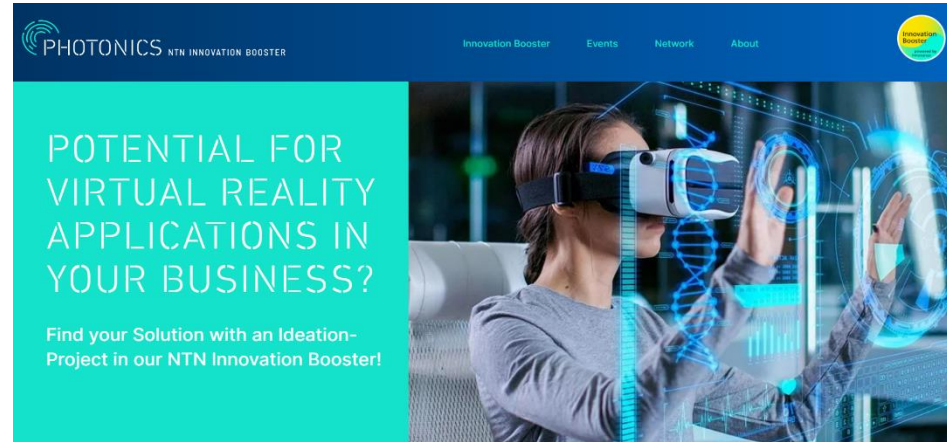 PHOTONICS NTN INNOVATION BOOSTER
Innovation Booster Events Network About
Innovation
Booster
POTENTIAL FOR
VIRTUAL REALITY
APPLICATIONS IN
YOUR BUSINESS?
Find your Solution with an Ideation-
Project in our NTN Innovation Booster!